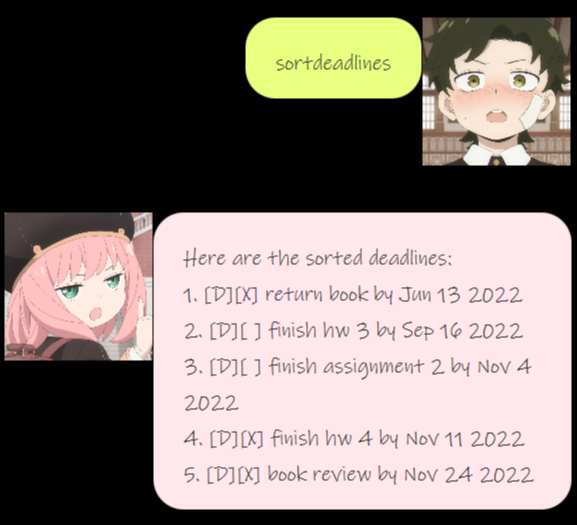 sortdeadlines
Here are the sorted deadlines:
1. [D][X] return book by Jun 13 2022
2. [D][ ] finish hw 3 by Sep 16 2022
3. [D][ ] finish assignment 2 by Nov 4
2022
4. [D][X] finish hw 4 by Nov 11 2022
5. [D][X] book review by Nov 24 2022